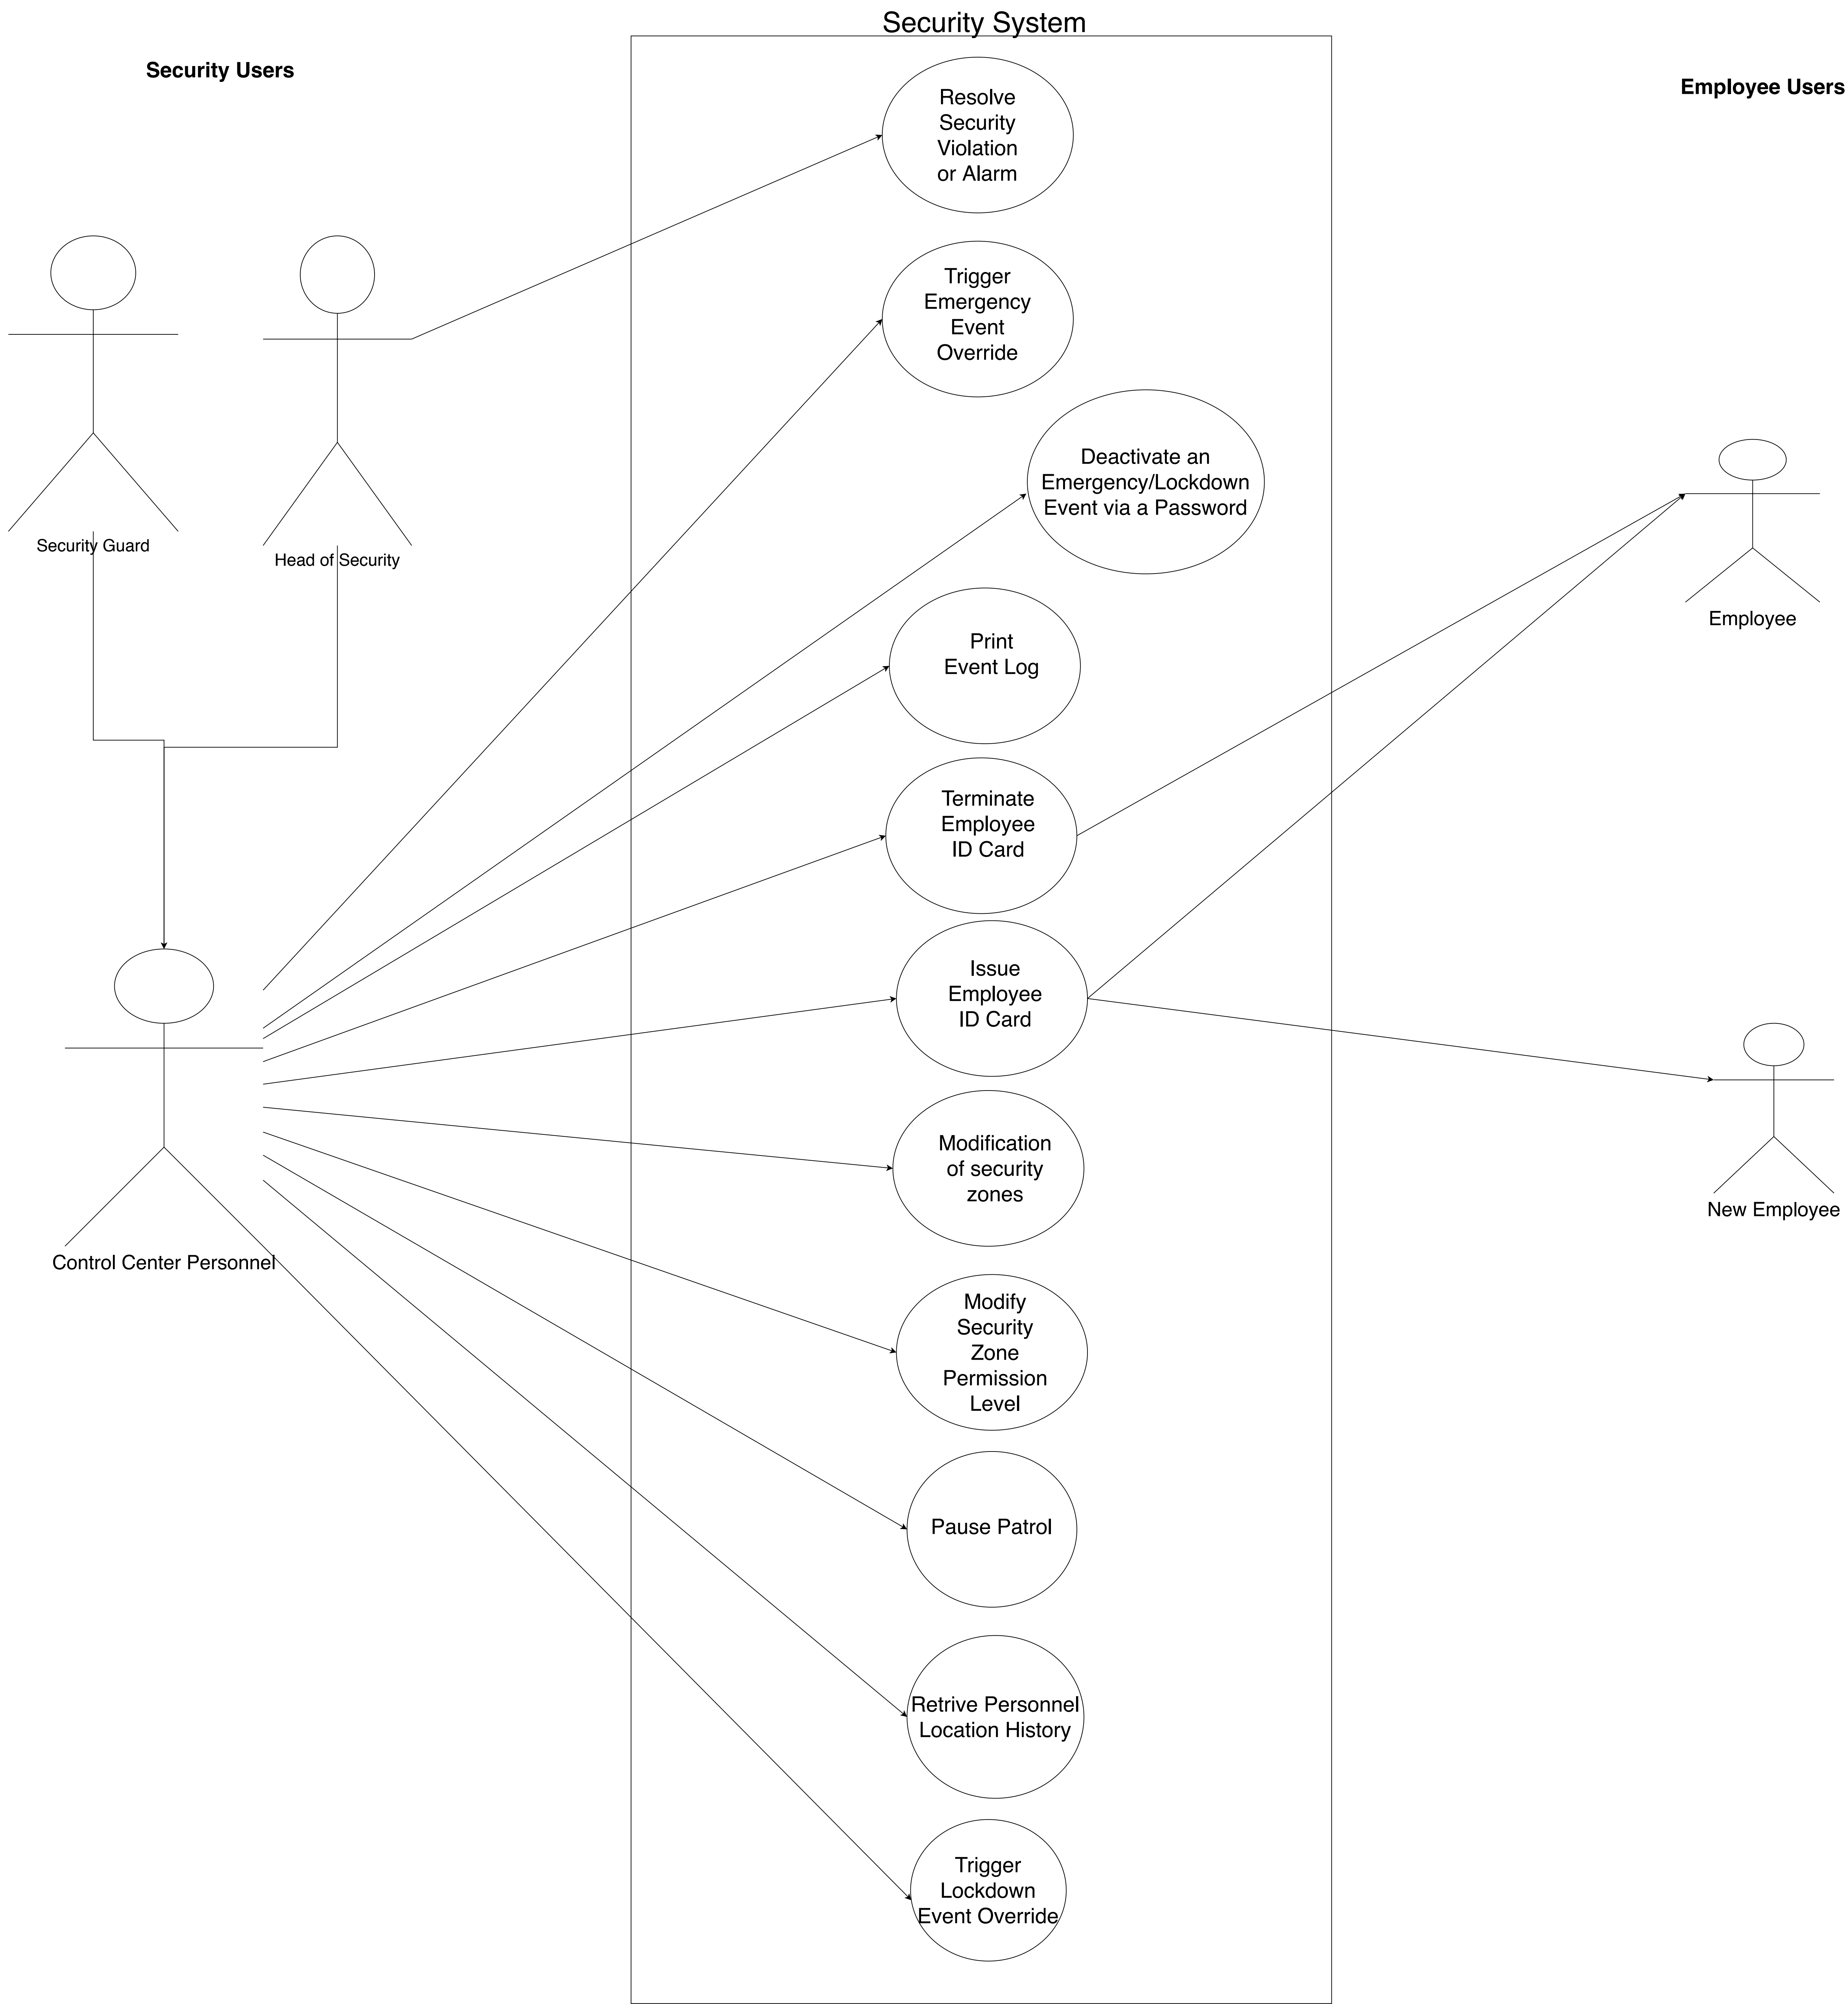 Security System
Security Users
Employee Users
Resolve
Security
Violation
or Alarm
Trigger
Emergency
Event
Override
Deactivate an
Emergency/Lockdown
Event via a Password
Security Guard
Head of Security
Employee
Print
Event Log
Terminate
Employee
ID Card
Issue
Employee
ID Card
Modification
of security
zones
New Employee
Control Center Personnel
Modify
Security
Zone
Permission
Level
Pause Patrol
Retrive Personnel
Location History
Trigger
Lockdown
Event Override